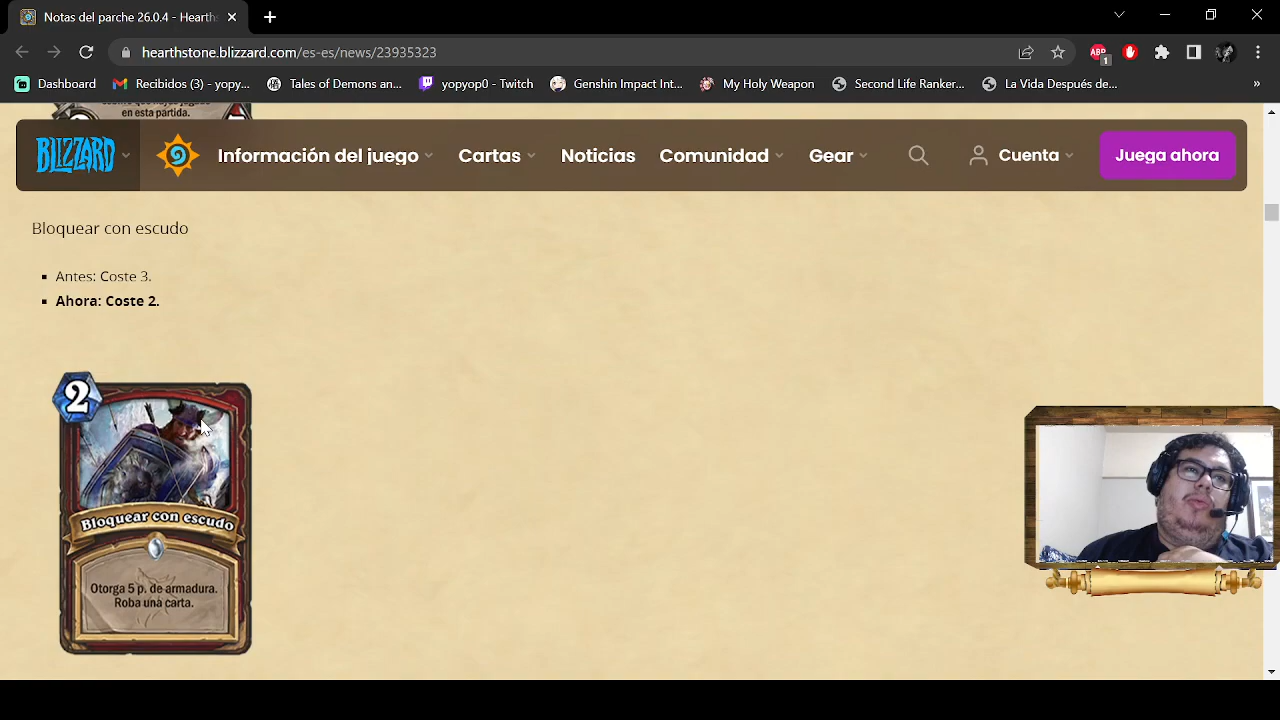 Notas del parche 26.0.4 - Hearths
hearthstone.blizzard.com/es-es/news/23935323
ABP
1
Dashboard
Recibidos (3) - yopy...
Tales of Demons an...
yopyop0 - Twitch
Genshin Impact Int...
My Holy Weapon
Second Life Ranker...
La Vida Después de...
»
en esta partida.
BLIZZARD
Información del juego
Cartas
Noticias
Comunidad
Gear
Cuenta
Juega ahora
Bloquear con escudo
Antes: Coste 3.
Ahora: Coste 2.
2
Bloquear con escudo
Otorga 5 p. de armadura.
Roba una carta.